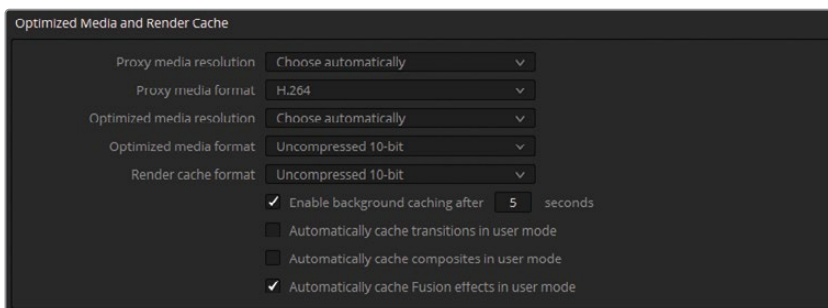 Optimized Media and Render Cache
Proxy media resolution Choose automatically
Proxy media format H.264
Optimized media resolution Choose automatically
Optimized media format Uncompressed 10-bit
Render cache format Uncompressed 10-bit
Enable background caching after 5 seconds
Automatically cache transitions in user mode
Automatically cache composites in user mode
Automatically cache Fusion effects in user mode